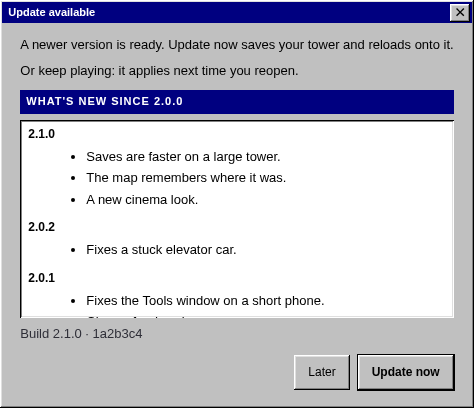 Update available
A newer version is ready. Update now saves your tower and reloads onto it.
Or keep playing: it applies next time you reopen.
WHAT'S NEW SINCE 2.0.0
2.1.0
• Saves are faster on a large tower.
• The map remembers where it was.
• A new cinema look.
2.0.2
• Fixes a stuck elevator car.
2.0.1
• Fixes the Tools window on a short phone.
Build 2.1.0 · 1a2b3c4
Later
Update now